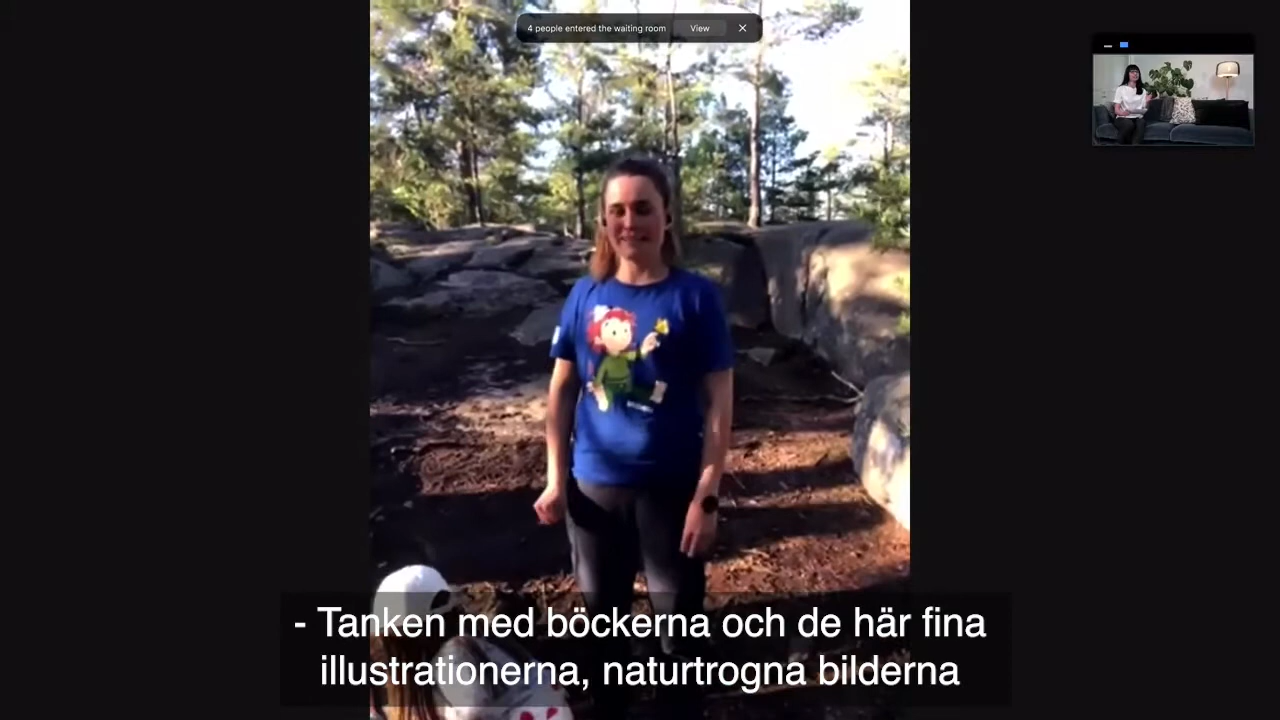 4 people entered the waiting room View
- Tanken med böckerna och de här fina
illustrationerna, naturtrogna bilderna